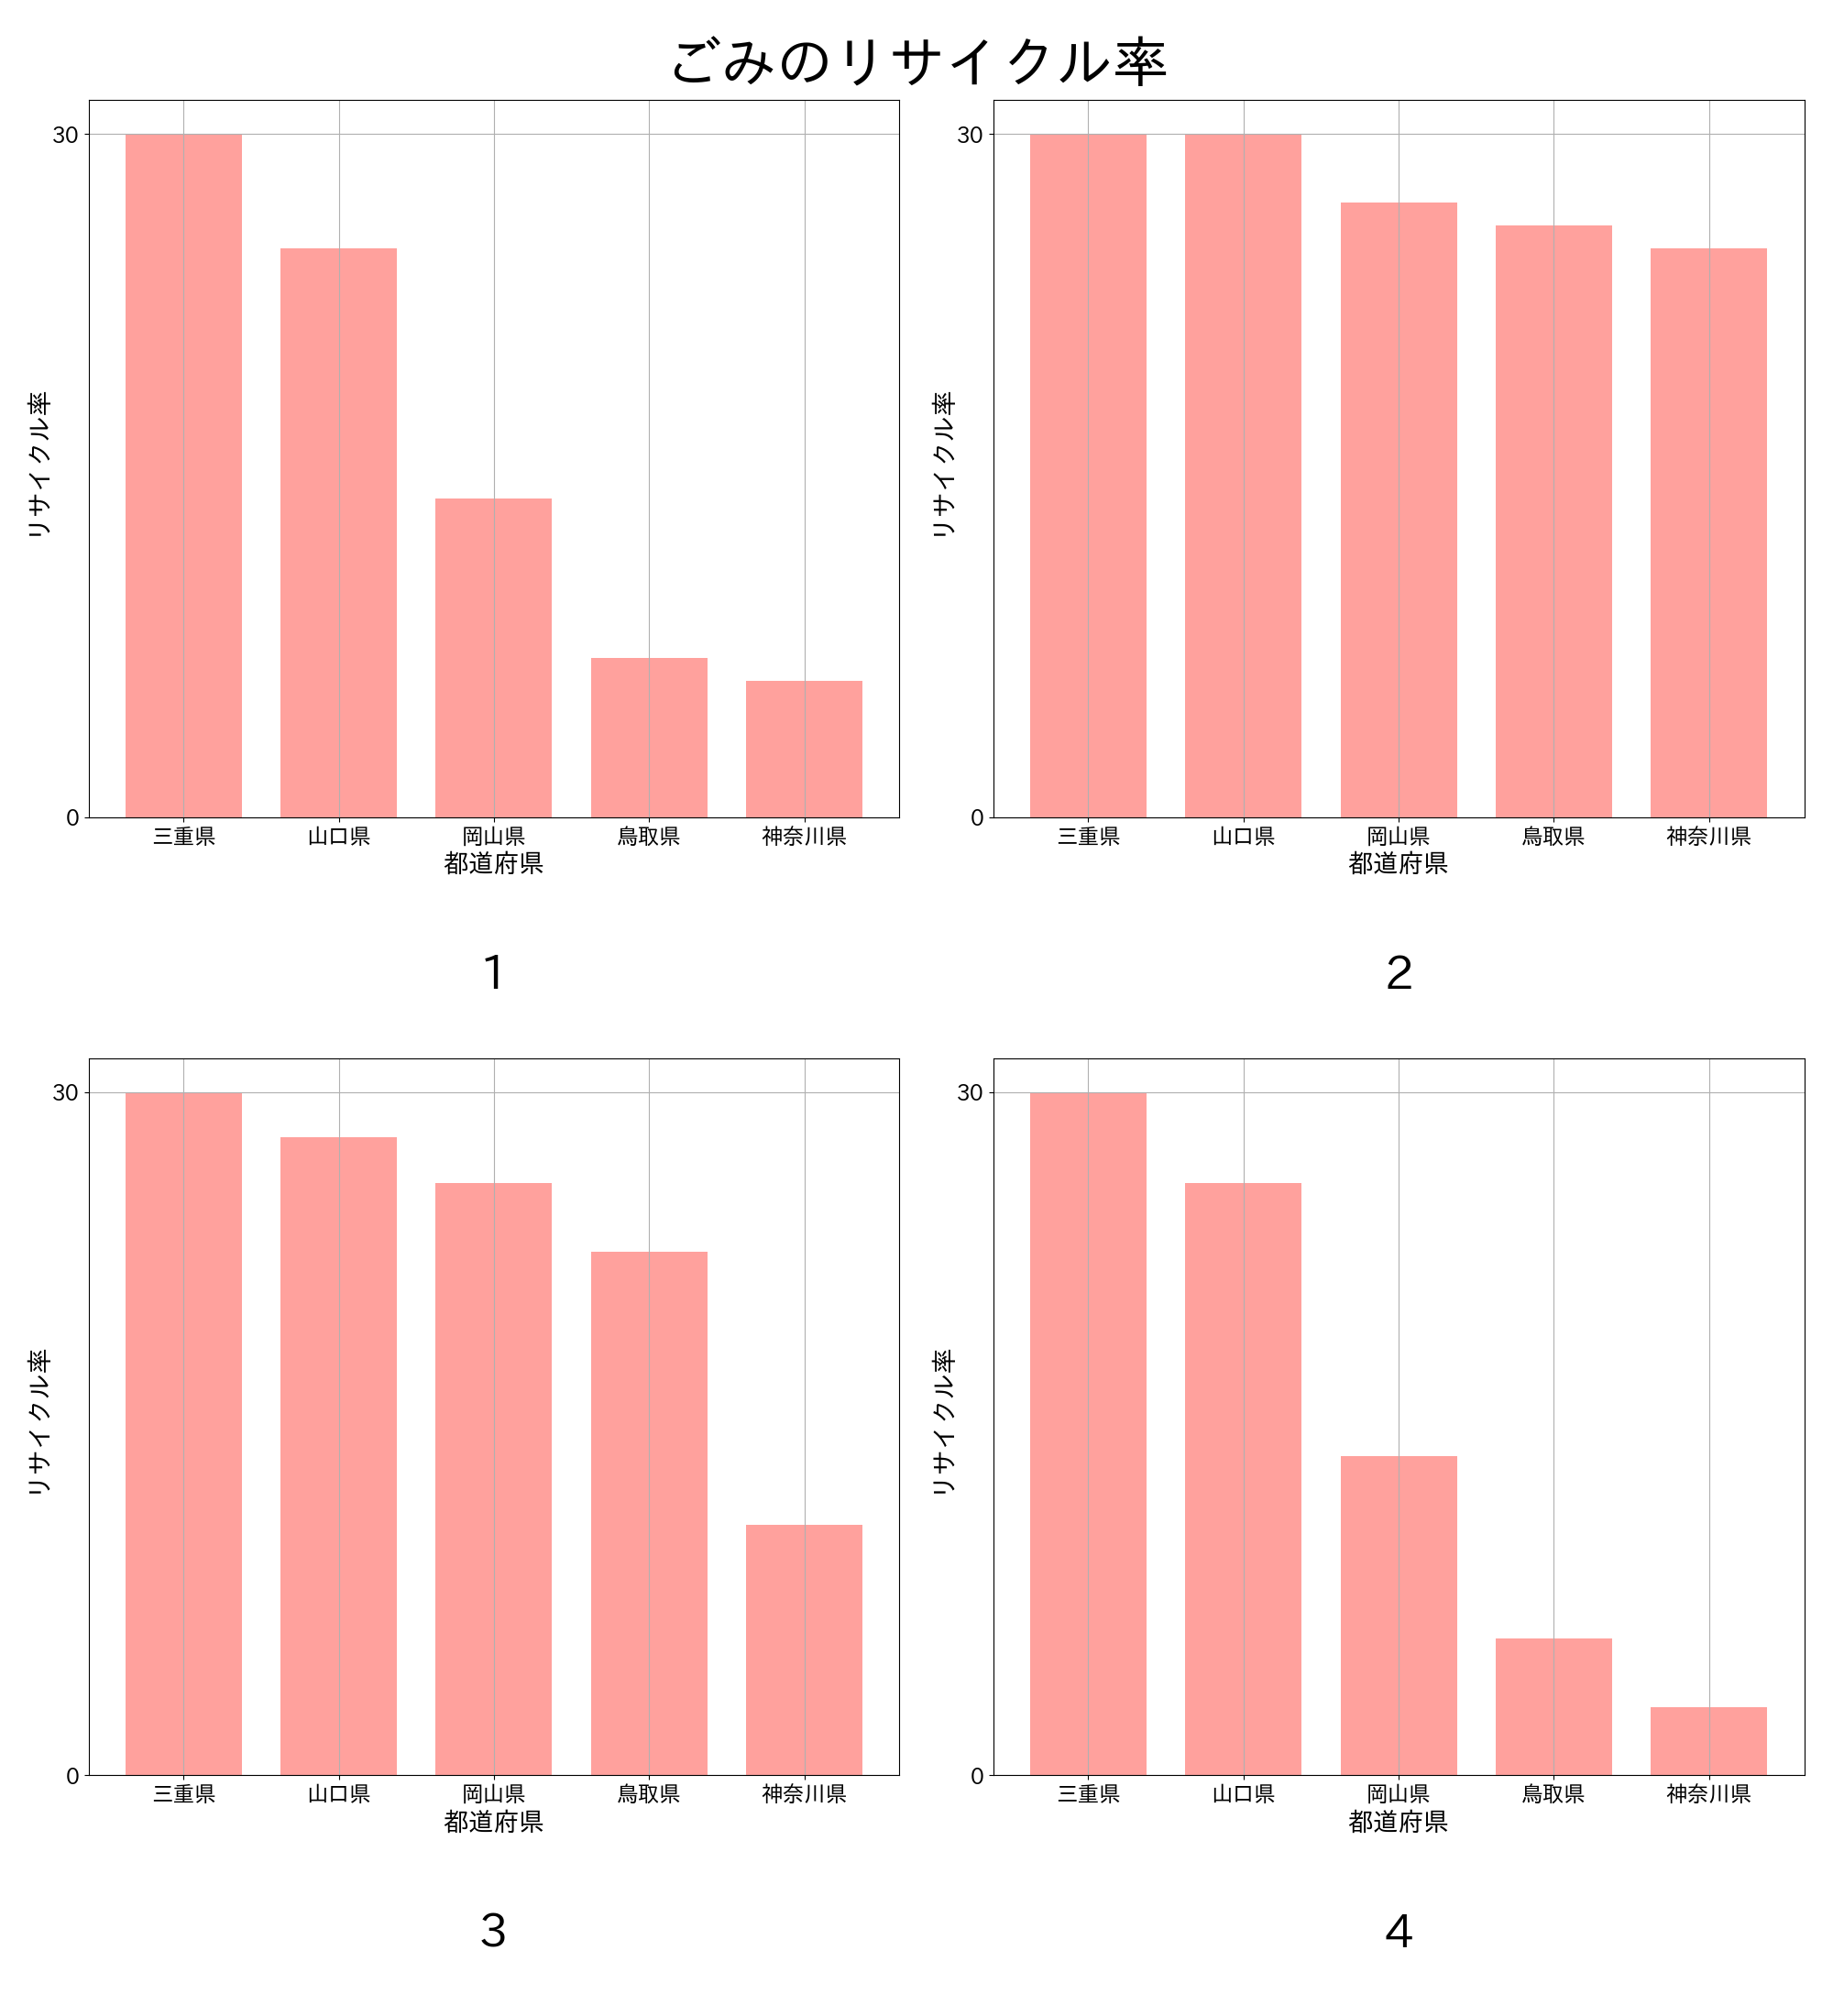 ごみのリサイクル率
30
0
リサイクル率
三重県 山口県 岡山県 鳥取県 神奈川県
都道府県
1
30
0
リサイクル率
三重県 山口県 岡山県 鳥取県 神奈川県
都道府県
2
30
0
リサイクル率
三重県 山口県 岡山県 鳥取県 神奈川県
都道府県
3
30
0
リサイクル率
三重県 山口県 岡山県 鳥取県 神奈川県
都道府県
4